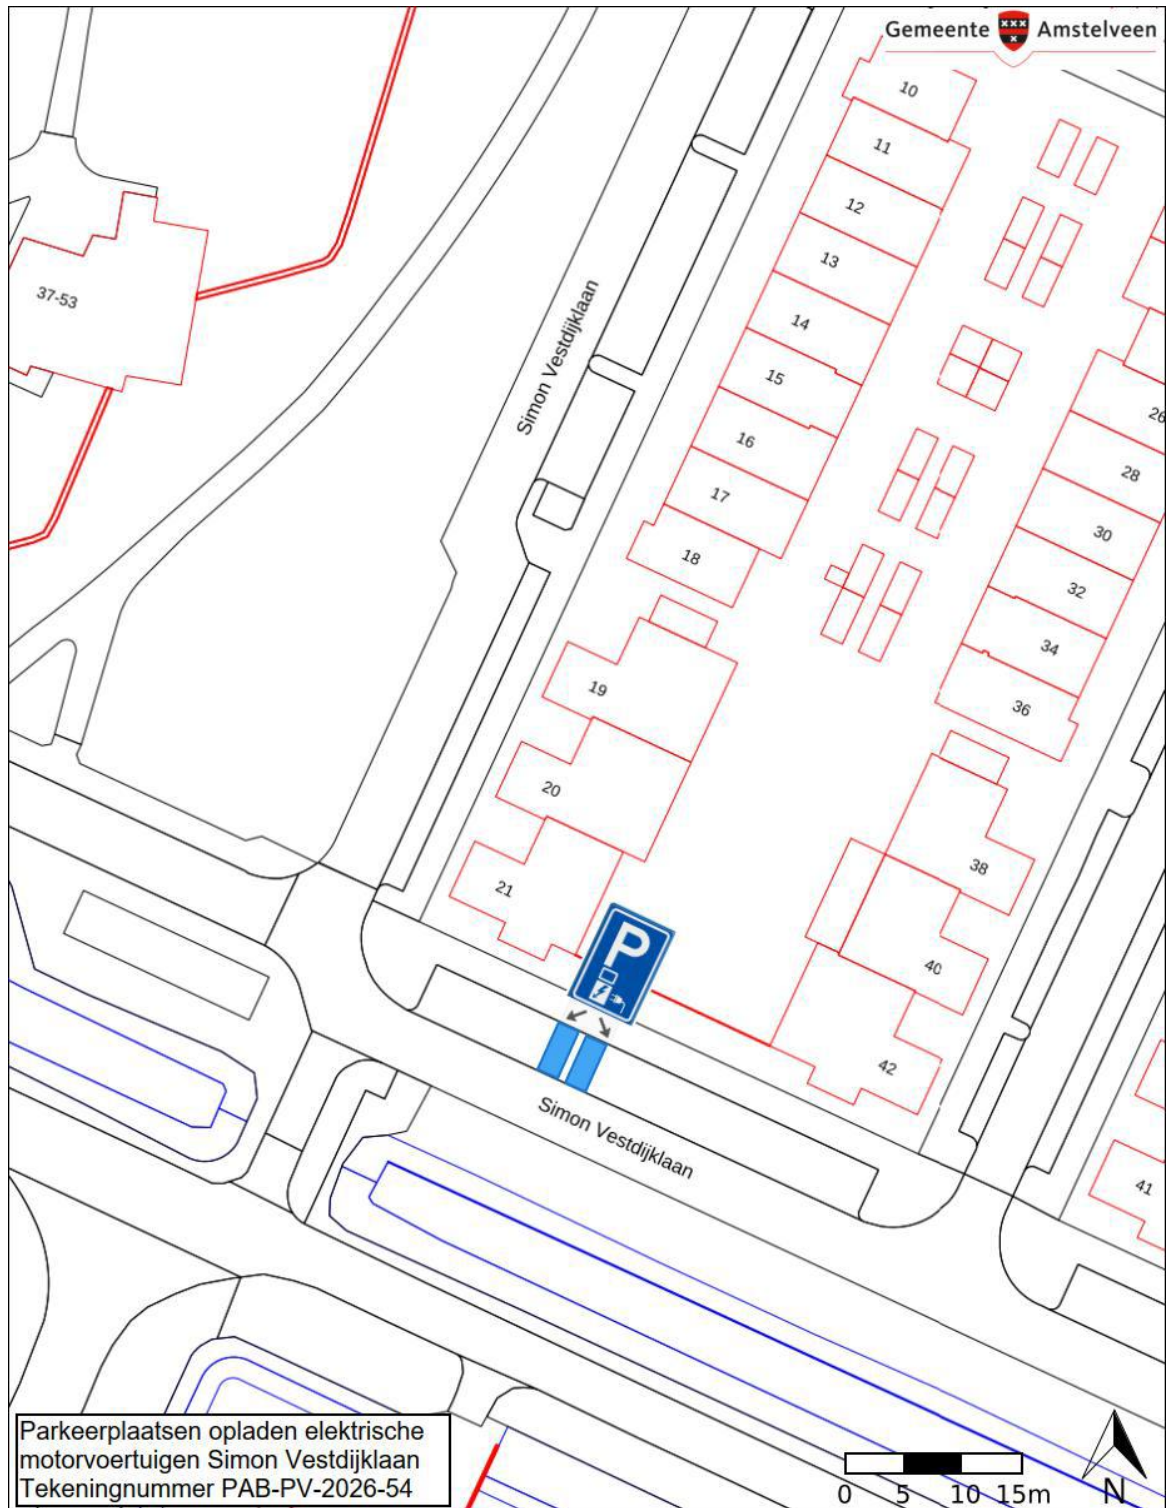 Gemeente Amstelveen
10
11
12
13
14
15
16
17
18
19
20
21
37-53
Simon Vestdijklaan
26
28
30
32
34
36
38
40
42
41
P
Simon Vestdijklaan
Parkeerplaatsen opladen elektrische
motorvoertuigen Simon Vestdijklaan
Tekeningnummer PAB-PV-2026-54
0 5 10 15m
N